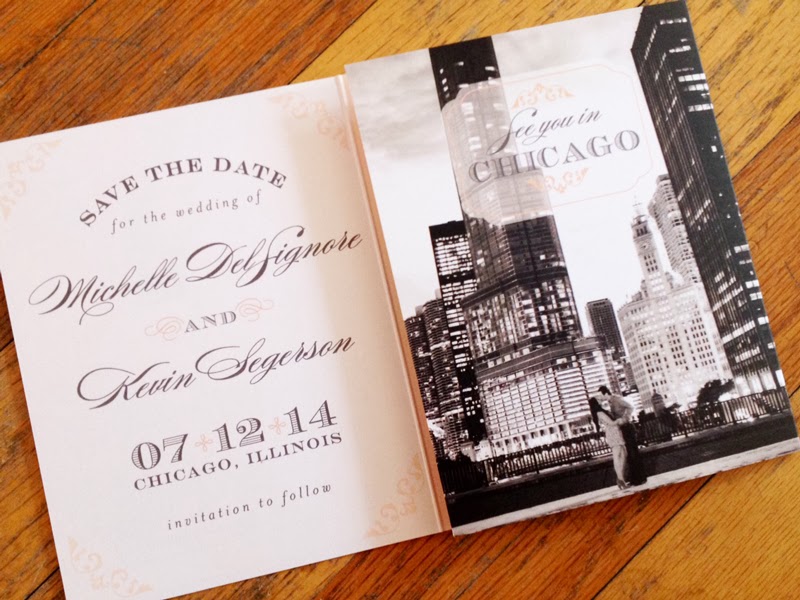 SAVE THE DATE
for the wedding of
Michelle DelSignore
AND
Kevin Segerson
07 12 14
CHICAGO, ILLINOIS
invitation to follow
See you in
CHICAGO